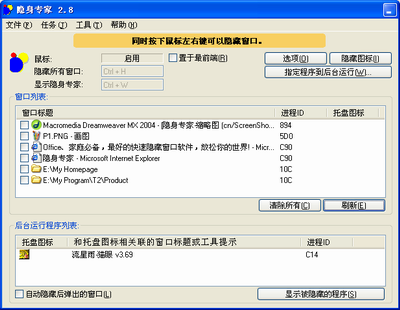 隐身专家 2.8
文件(F) 任务(T) 工具(T) 帮助(H)
同时按下鼠标左右键可以隐藏窗口。
鼠标: 启用 置于最前端(R) 选项(O) 隐藏图标(I)
隐藏所有窗口: Ctrl + H 指定程序到后台运行(W)...
显示隐身专家: Ctrl + W
窗口列表:
窗口标题 进程ID 托盘图标
Macromedia Dreamweaver MX 2004 - [隐身专家-缩略图 (cn/ScreenSho... 894
P1.PNG - 画图 5D0
Office、家庭必备，最好的快速隐藏窗口软件，放松你的世界! - Micr... C90
隐身专家 - Microsoft Internet Explorer C90
E:\My Homepage 10C
E:\My Program\T2\Product 10C
清除所有(C) 刷新(E)
后台运行程序列表:
托盘图标 和托盘图标相关联的窗口标题或工具提示 进程ID
流星雨-猫眼 v3.69 C14
自动隐藏后弹出的窗口(L) 显示被隐藏的程序(S)